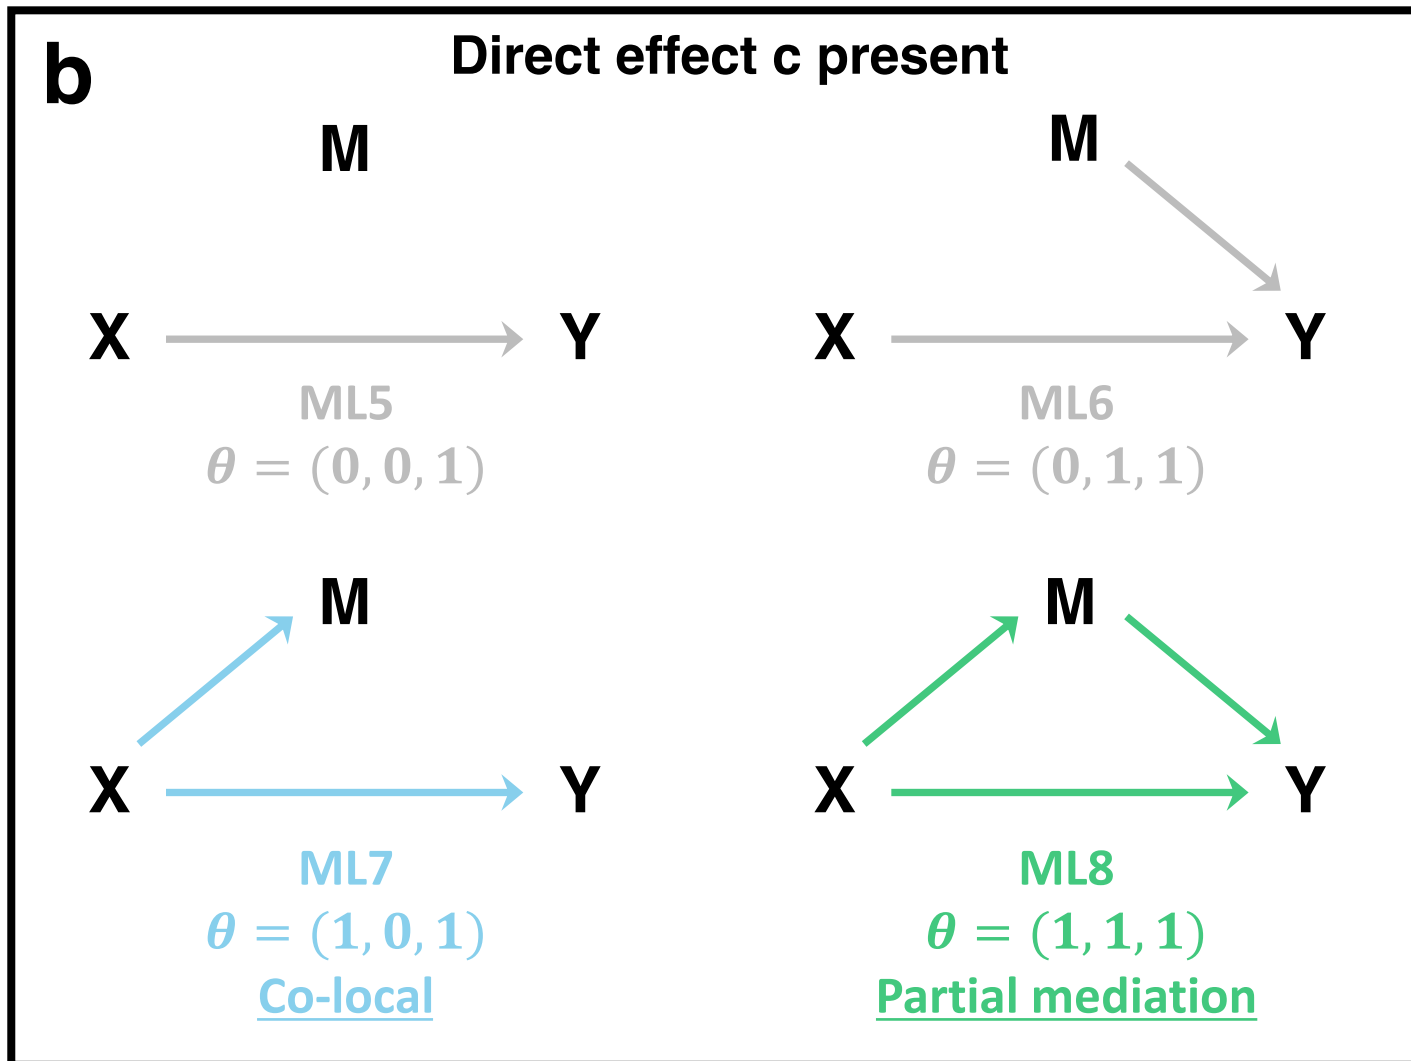 b
Direct effect c present
M
M
X
Y
X
Y
ML5
ML6
θ = (0, 0, 1)
θ = (0, 1, 1)
M
M
X
Y
X
Y
ML7
ML8
θ = (1, 0, 1)
θ = (1, 1, 1)
Co-local
Partial mediation